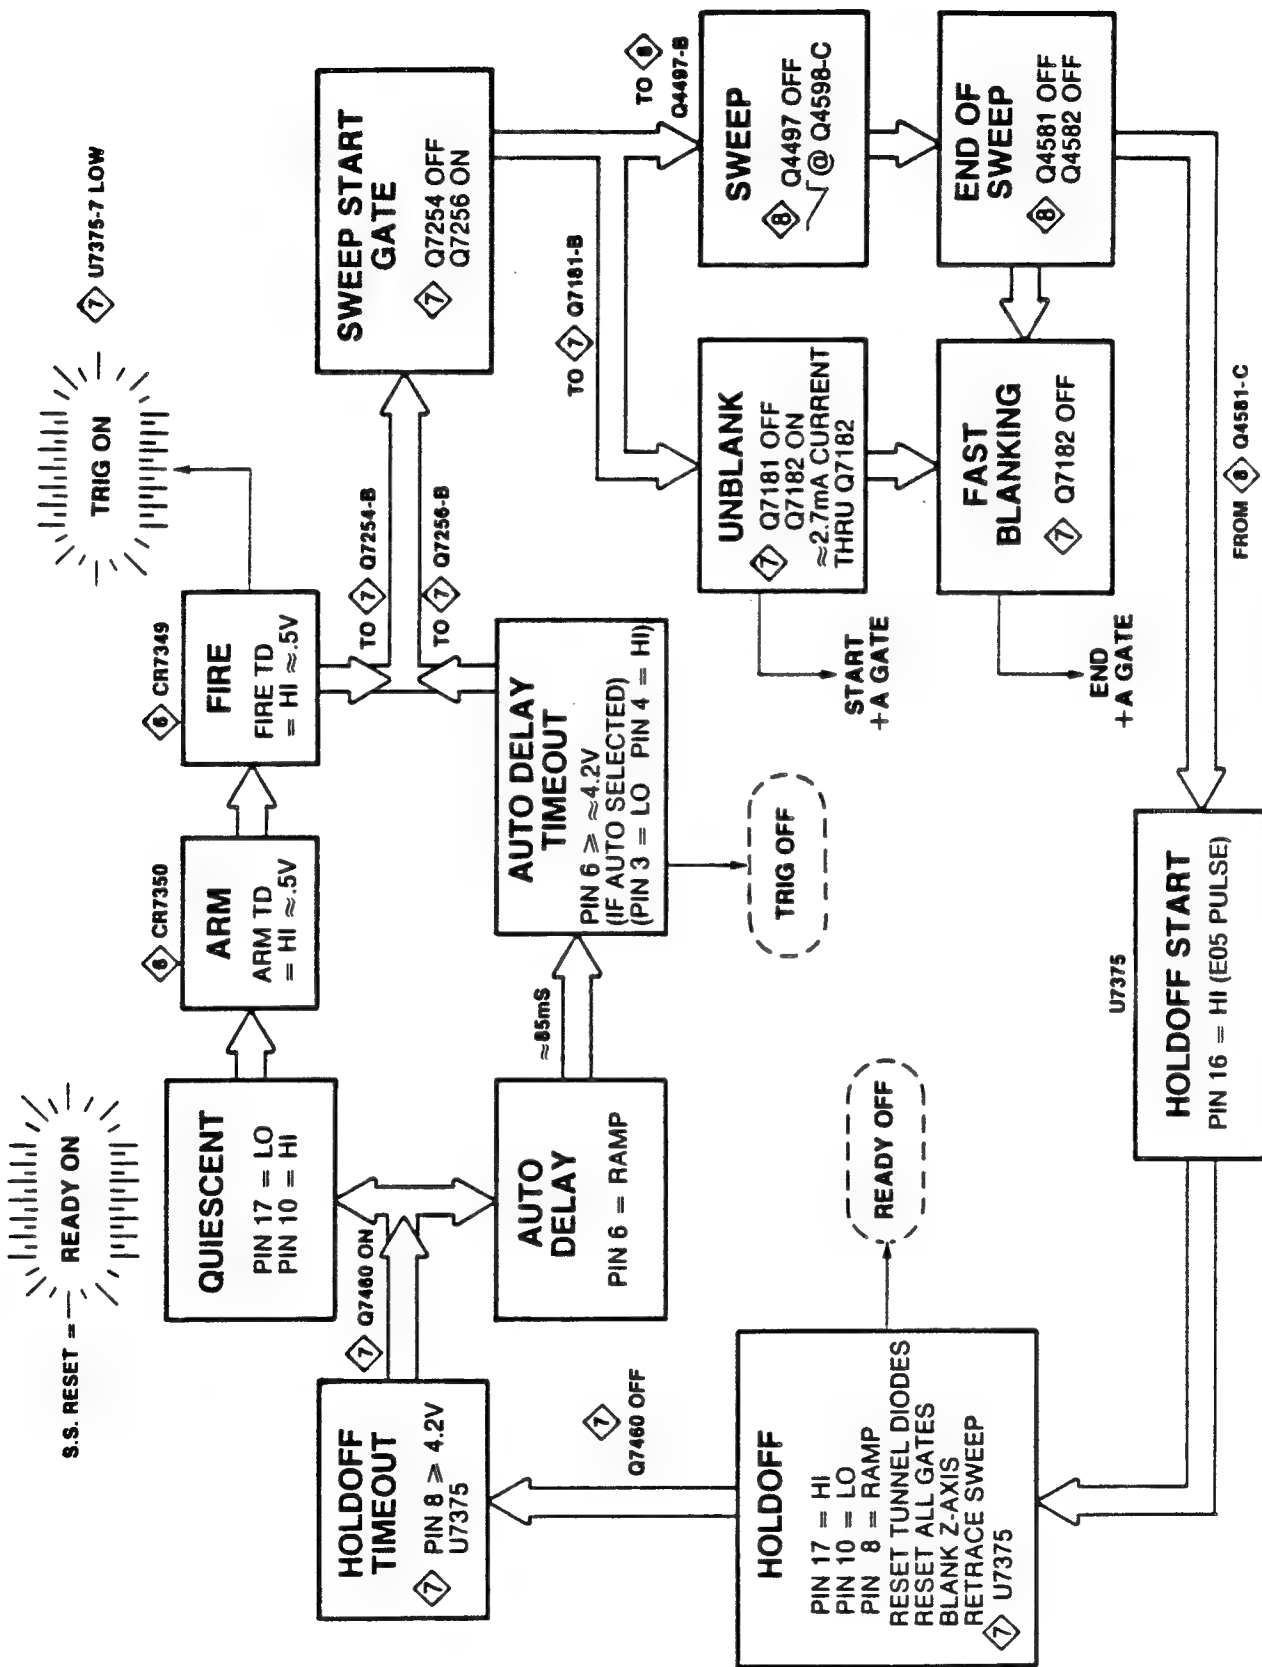 S.S. RESET =
READY ON
TRIG ON
7 U7375-7 LOW
6 CR7350
6 CR7349
QUIESCENT
PIN 17 = LO
PIN 10 = HI
ARM
ARM TD
= HI ≈.5V
FIRE
FIRE TD
= HI ≈.5V
HOLDOFF
TIMEOUT
7 PIN 8 ⩾ 4.2V
U7375
7 Q7460 ON
TO 7 Q7254-B
TO 7 Q7256-B
SWEEP START
GATE
7 Q7254 OFF
Q7256 ON
AUTO
DELAY
PIN 6 = RAMP
≈85mS
AUTO DELAY
TIMEOUT
PIN 6 ⩾ ≈4.2V
(IF AUTO SELECTED)
(PIN 3 = LO PIN 4 = HI)
7
Q7460 OFF
TO 7 Q7181-B
TO 8
Q4497-B
HOLDOFF
PIN 17 = HI
PIN 10 = LO
PIN 8 = RAMP
RESET TUNNEL DIODES
RESET ALL GATES
BLANK Z-AXIS
RETRACE SWEEP
7 U7375
READY OFF
TRIG OFF
UNBLANK
7 Q7181 OFF
Q7182 ON
≈2.7mA CURRENT
THRU Q7182
SWEEP
8 Q4497 OFF
@ Q4598-C
START
+A GATE
FAST
BLANKING
7 Q7182 OFF
END OF
SWEEP
8 Q4581 OFF
Q4582 OFF
END
+A GATE
U7375
HOLDOFF START
PIN 16 = HI (E05 PULSE)
FROM 8 Q4581-C